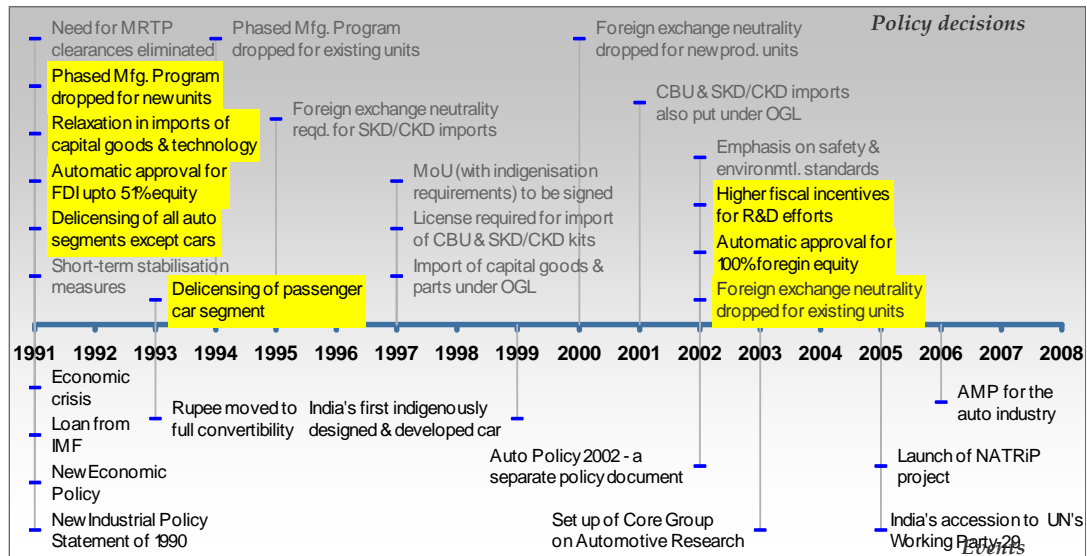 Policy decisions
Need for MRTP
clearances eliminated
Phased Mfg. Program
dropped for existing units
Foreign exchange neutrality
dropped for new prod. units
Phased Mfg. Program
dropped for new units
CBU & SKD/CKD imports
also put under OGL
Relaxation in imports of
capital goods & technology
Foreign exchange neutrality
reqd. for SKD/CKD imports
Emphasis on safety &
environmtl. standards
Automatic approval for
FDI upto 51% equity
MoU (with indigenisation
requirements) to be signed
Higher fiscal incentives
for R&D efforts
Delicensing of all auto
segments except cars
License required for import
of CBU & SKD/CKD kits
Automatic approval for
100% foregin equity
Short-term stabilisation
measures
Import of capital goods &
parts under OGL
Delicensing of passenger
car segment
Foreign exchange neutrality
dropped for existing units
1991 1992 1993 1994 1995 1996 1997 1998 1999 2000 2001 2002 2003 2004 2005 2006 2007 2008
Economic
crisis
Rupee moved to
full convertibility
India's first indigenously
designed & developed car
AMP for the
auto industry
Loan from
IMF
Auto Policy 2002 - a
separate policy document
Launch of NATRiP
project
New Economic
Policy
New Industrial Policy
Statement of 1990
Set up of Core Group
on Automotive Research
India's accession to UN's
Working Party-29
Events